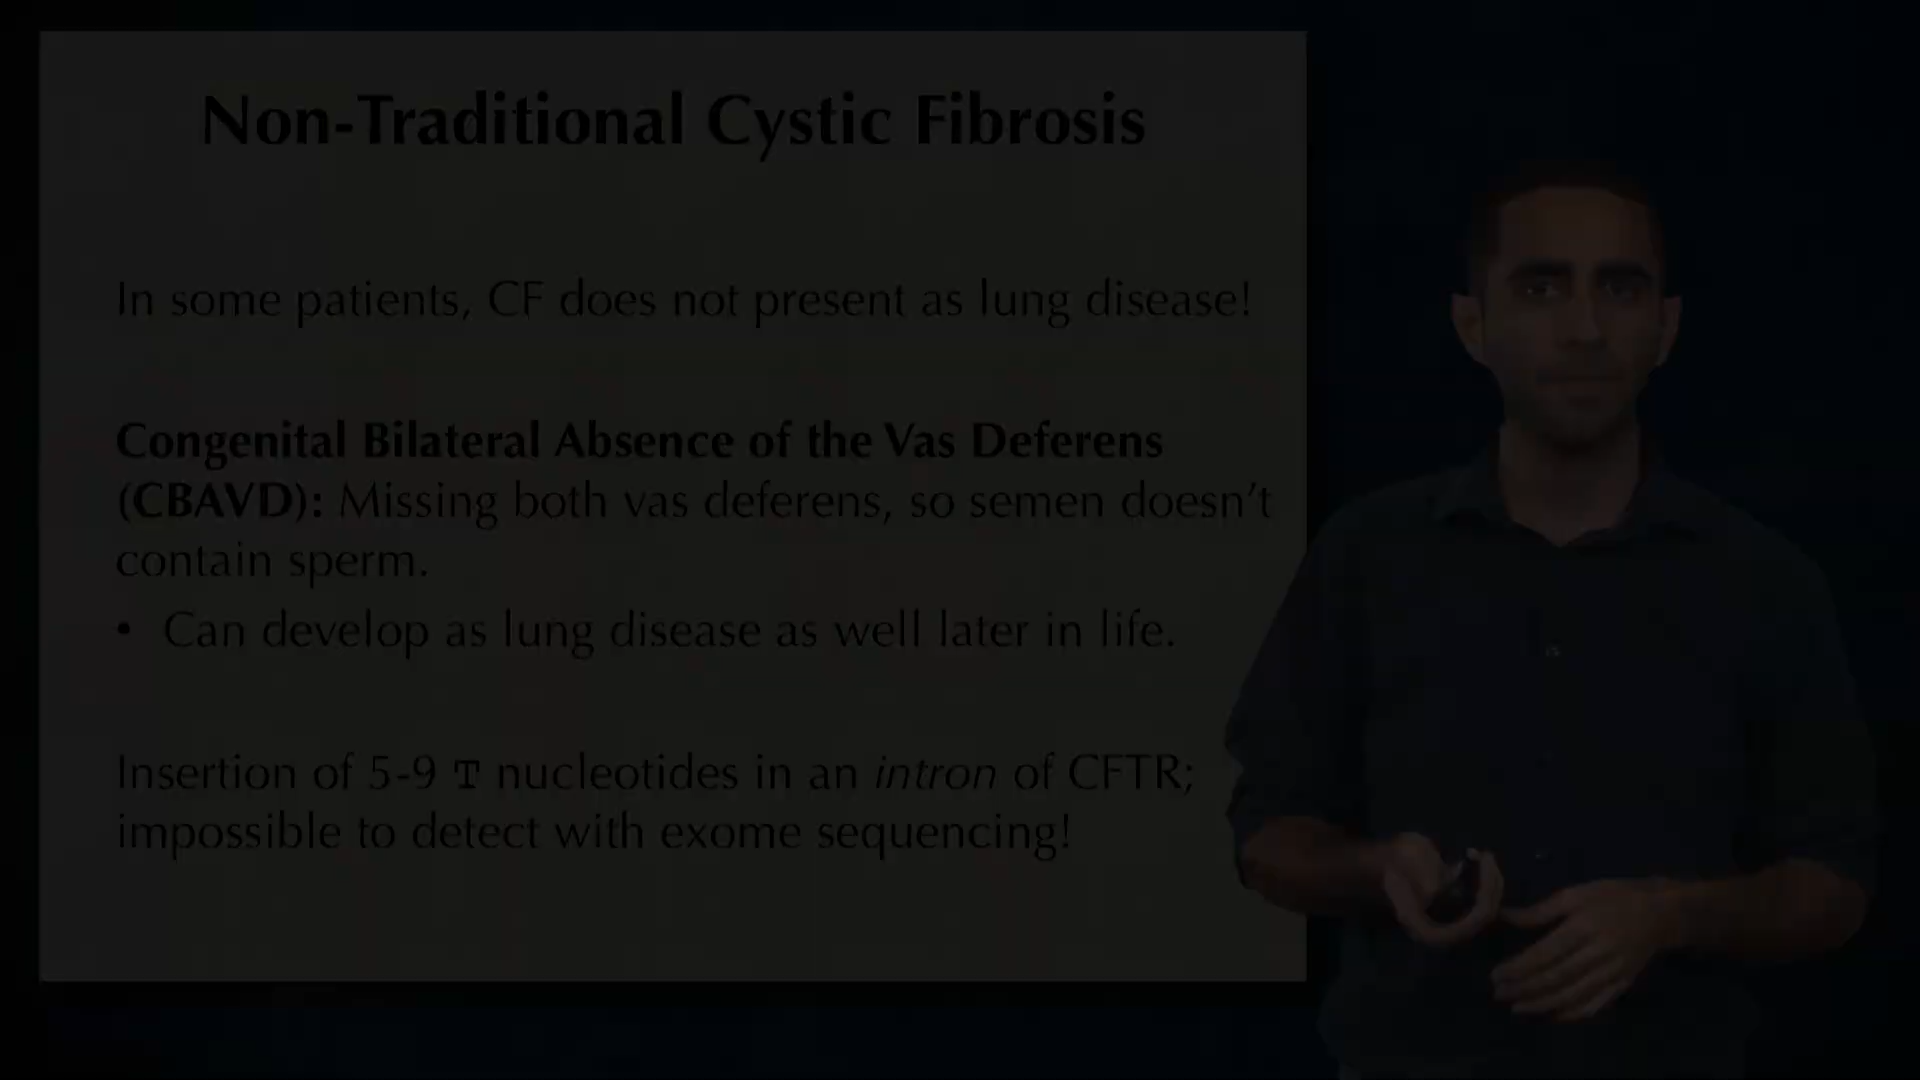 Non-Traditional Cystic Fibrosis
In some patients, CF does not present as lung disease!
Congenital Bilateral Absence of the Vas Deferens
(CBAVD): Missing both vas deferens, so semen doesn’t
contain sperm.
• Can develop as lung disease as well later in life.
Insertion of 5-9 T nucleotides in an intron of CFTR;
impossible to detect with exome sequencing!